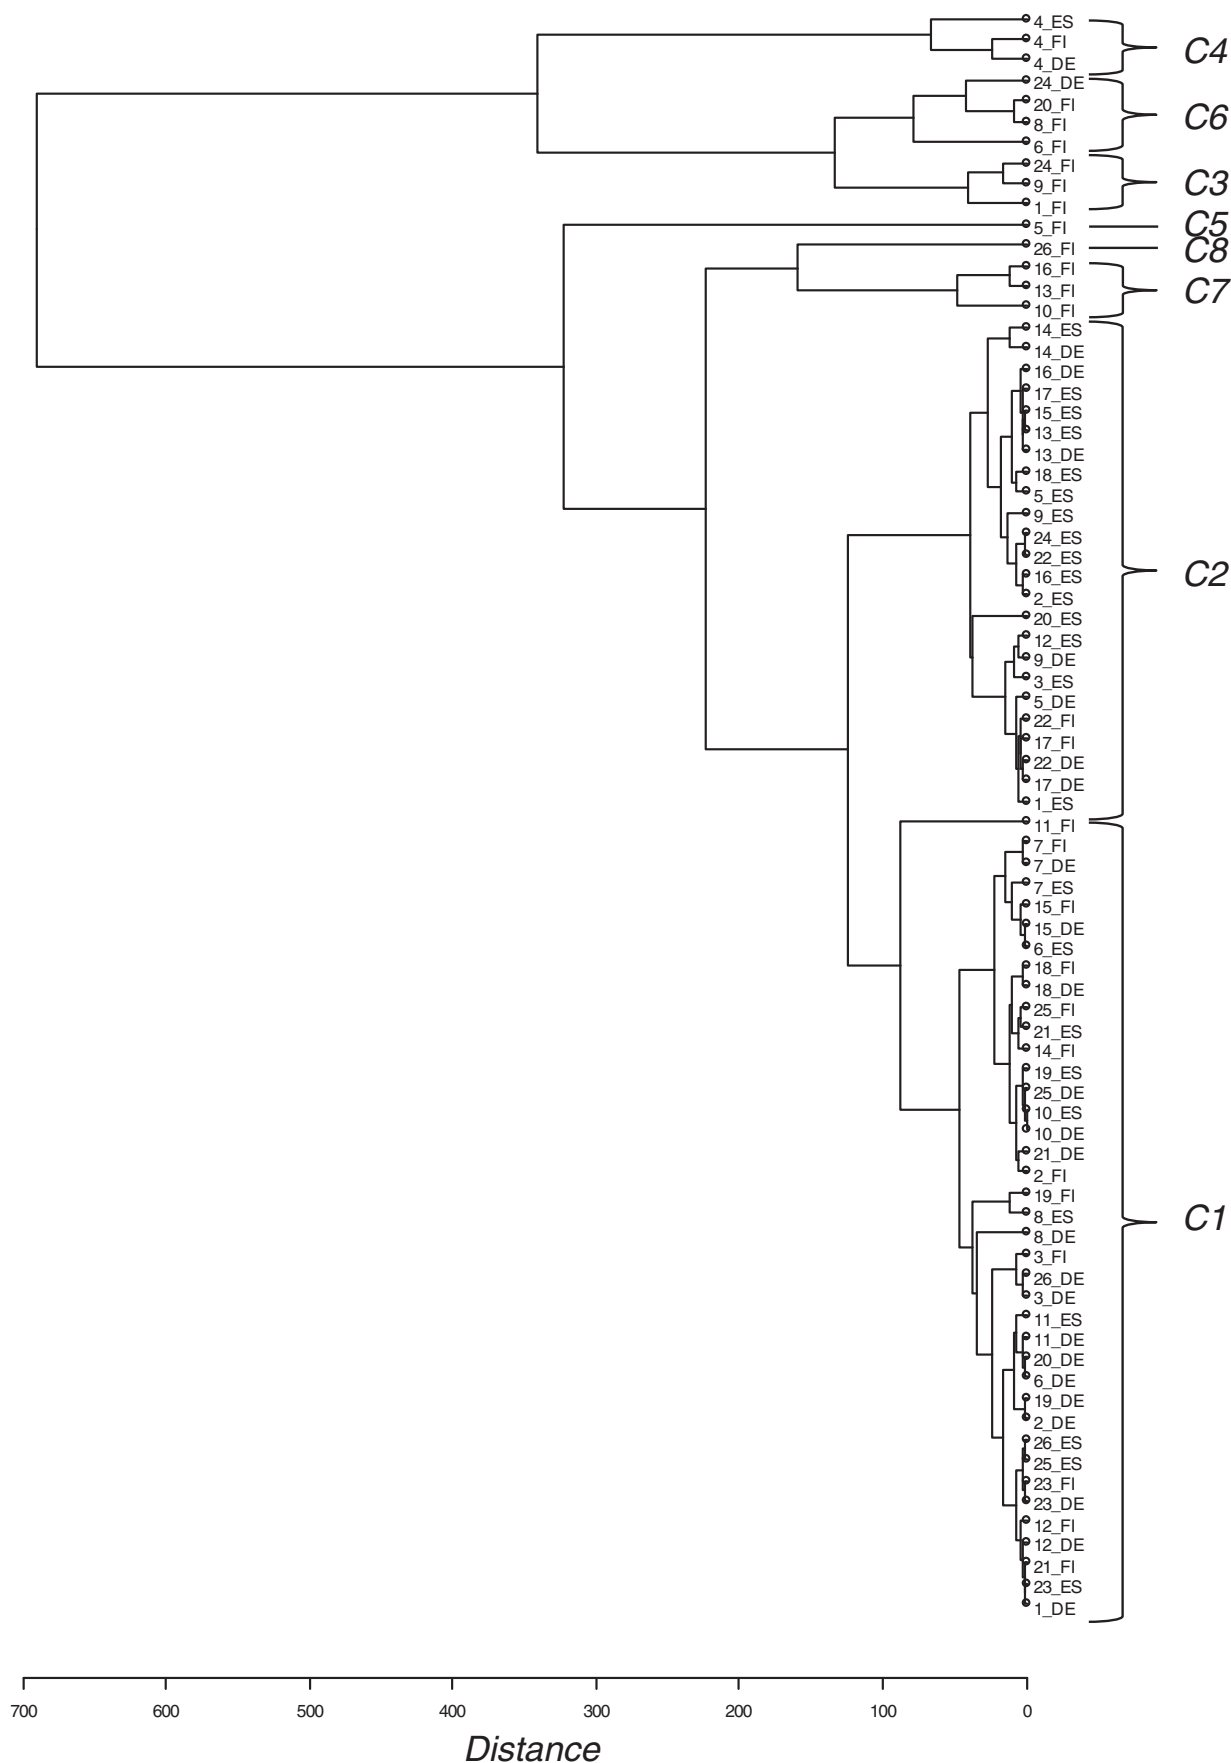 4_ES
4_FI
4_DE
C4
24_DE
20_FI
8_FI
6_FI
C6
24_FI
9_FI
1_FI
C3
5_FI
C5
26_FI
C8
16_FI
13_FI
10_FI
C7
14_ES
14_DE
16_DE
17_ES
15_ES
13_ES
13_DE
18_ES
5_ES
9_ES
24_ES
22_ES
16_ES
2_ES
20_ES
12_ES
9_DE
3_ES
5_DE
22_FI
17_FI
22_DE
17_DE
1_ES
C2
11_FI
7_FI
7_DE
7_ES
15_FI
15_DE
6_ES
18_FI
18_DE
25_FI
21_ES
14_FI
19_ES
25_DE
10_ES
10_DE
21_DE
2_FI
19_FI
8_ES
8_DE
3_FI
26_DE
3_DE
11_ES
11_DE
20_DE
6_DE
19_DE
2_DE
26_ES
25_ES
23_FI
23_DE
12_FI
12_DE
21_FI
23_ES
1_DE
C1
700 600 500 400 300 200 100 0
Distance